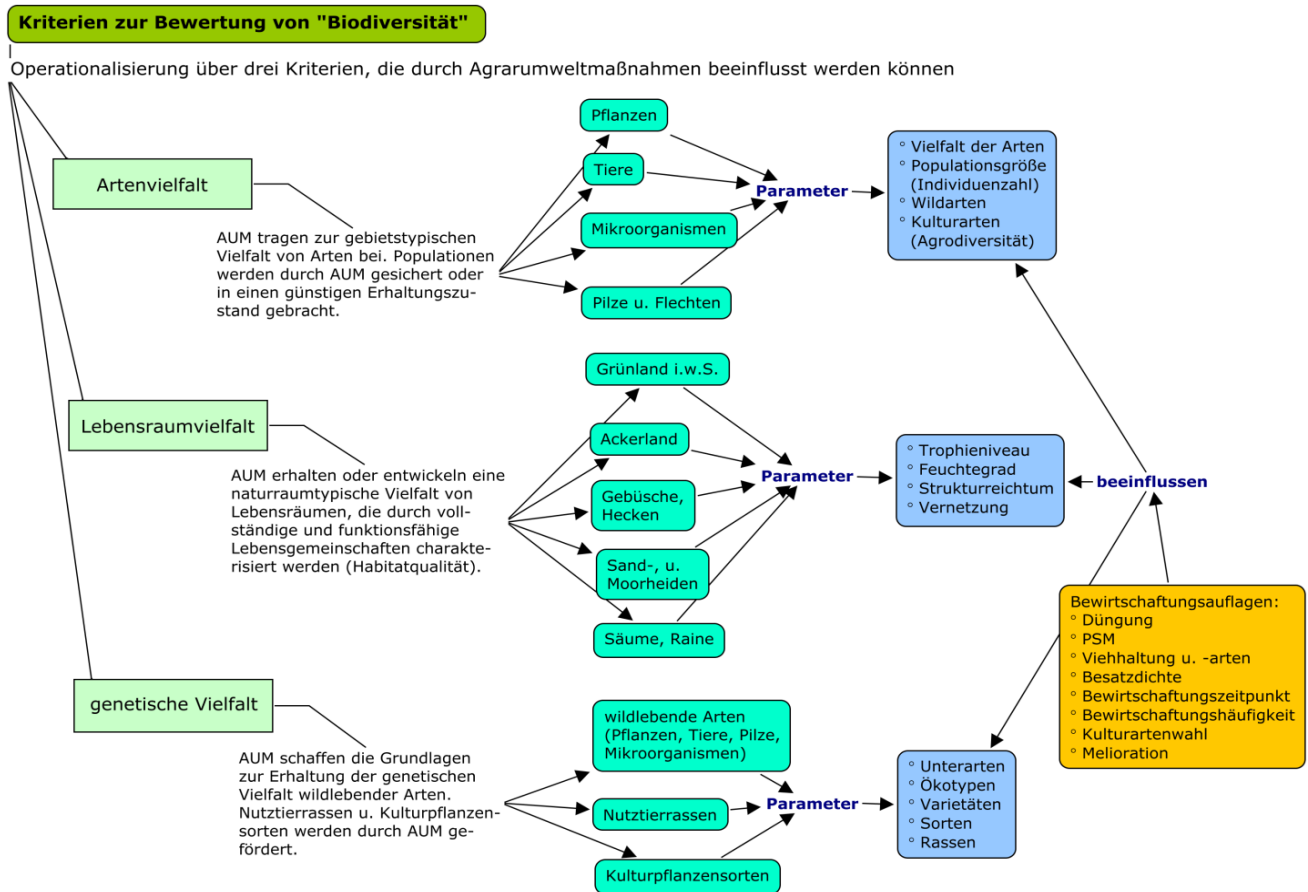 Kriterien zur Bewertung von "Biodiversität"
Operationalisierung über drei Kriterien, die durch Agrarumweltmaßnahmen beeinflusst werden können
Artenvielfalt
AUM tragen zur gebietstypischen
Vielfalt von Arten bei. Populationen
werden durch AUM gesichert oder
in einen günstigen Erhaltungszu-
stand gebracht.
Pflanzen
Tiere
Mikroorganismen
Pilze u. Flechten
Parameter
° Vielfalt der Arten
° Populationsgröße
(Individuenzahl)
° Wildarten
° Kulturarten
(Agrodiversität)
Lebensraumvielfalt
AUM erhalten oder entwickeln eine
naturraumtypische Vielfalt von
Lebensräumen, die durch voll-
ständige und funktionsfähige
Lebensgemeinschaften charakte-
risiert werden (Habitatqualität).
Grünland i.w.S.
Ackerland
Gebüsche,
Hecken
Sand-, u.
Moorheiden
Säume, Raine
Parameter
° Trophieniveau
° Feuchtegrad
° Strukturreichtum
° Vernetzung
beeinflussen
Bewirtschaftungsauflagen:
° Düngung
° PSM
° Viehhaltung u. -arten
° Besatzdichte
° Bewirtschaftungszeitpunkt
° Bewirtschaftungshäufigkeit
° Kulturartenwahl
° Melioration
genetische Vielfalt
AUM schaffen die Grundlagen
zur Erhaltung der genetischen
Vielfalt wildlebender Arten.
Nutztierrassen u. Kulturpflanzen-
sorten werden durch AUM ge-
fördert.
wildlebende Arten
(Pflanzen, Tiere, Pilze,
Mikroorganismen)
Nutztierrassen
Kulturpflanzensorten
Parameter
° Unterarten
° Ökotypen
° Varietäten
° Sorten
° Rassen